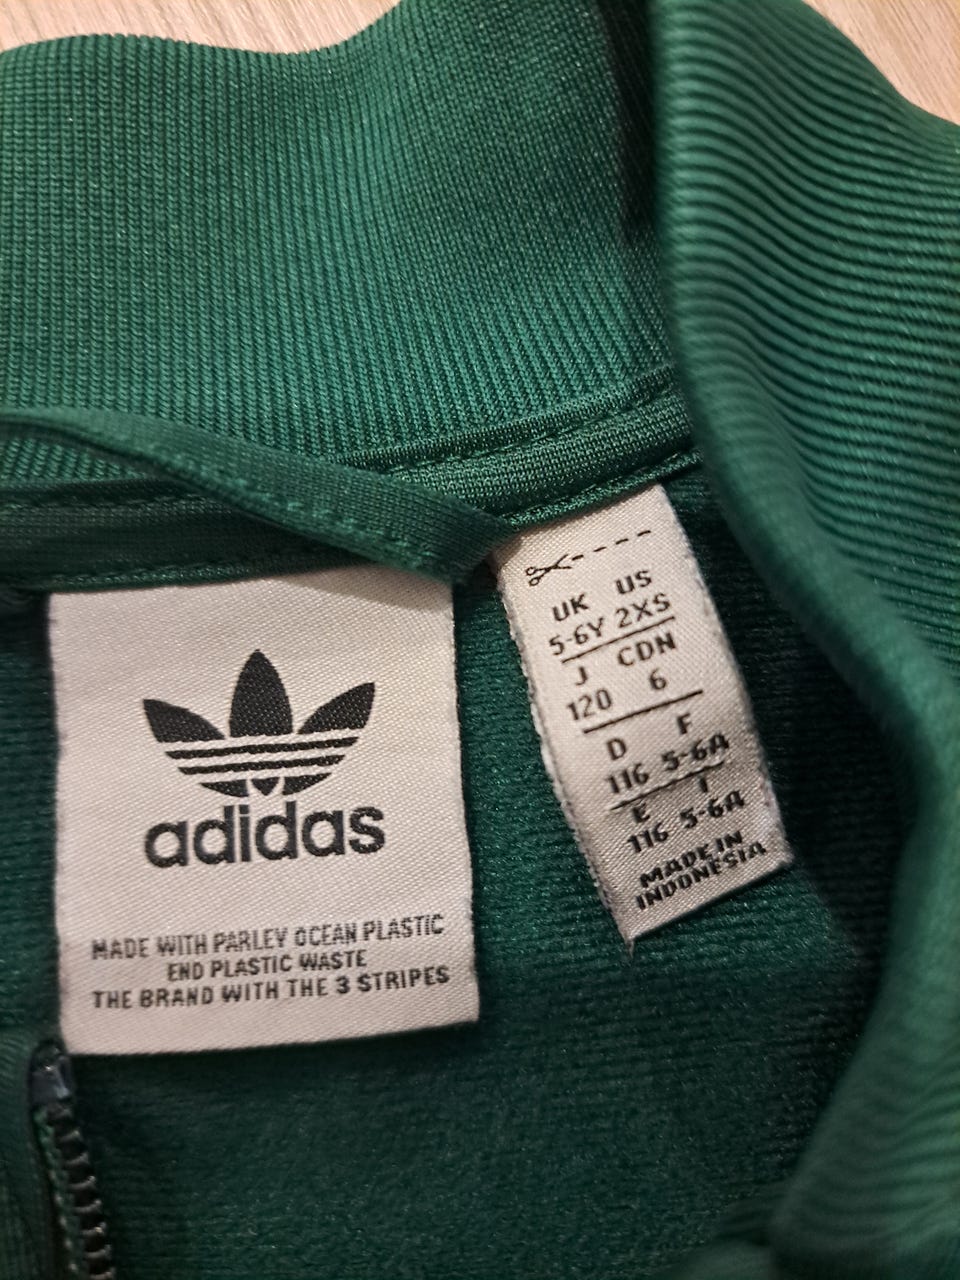 adidas
MADE WITH PARLEY OCEAN PLASTIC
END PLASTIC WASTE
THE BRAND WITH THE 3 STRIPES
UK US
5-6Y 2XS
J CDN
120 6
D F
116 5-6A
E I
116 5-6A
MADE IN
INDONESIA